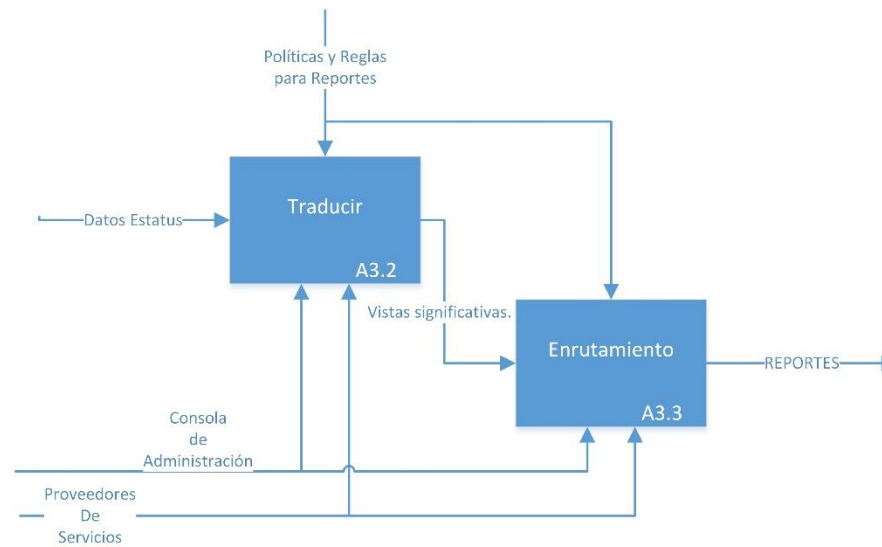 Políticas y Reglas
para Reportes
Traducir
Datos Estatus
A3.2
Vistas significativas.
Enrutamiento
REPORTES
A3.3
Consola
de
Administración
Proveedores
De
Servicios